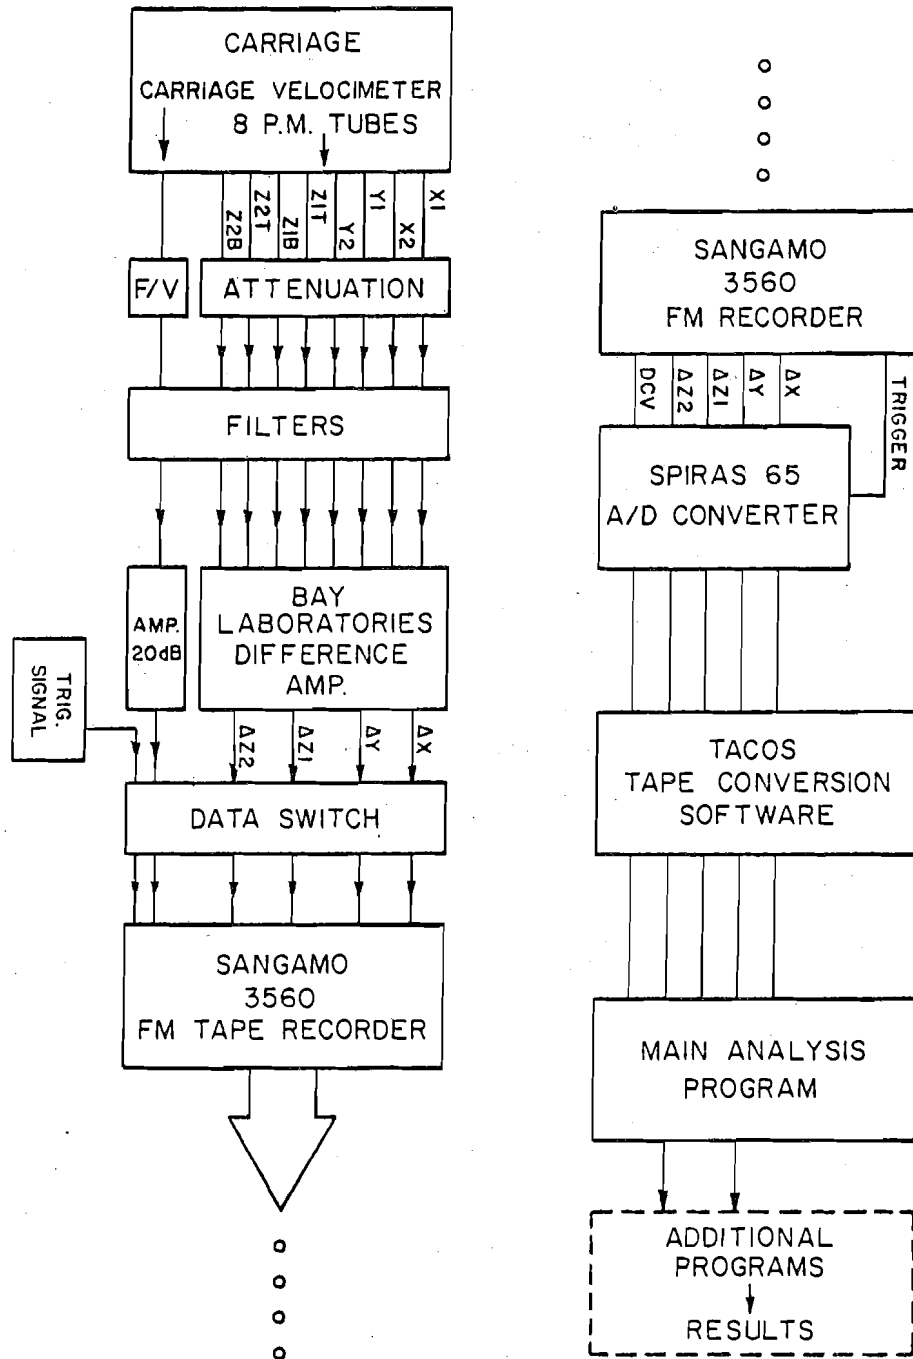 CARRIAGE
CARRIAGE VELOCIMETER
8 P.M. TUBES
Z2B
Z2T
Z1B
Z1T
Y2
Y1
X2
X1
F/V
ATTENUATION
FILTERS
AMP.
20dB
BAY
LABORATORIES
DIFFERENCE
AMP.
TRIG.
SIGNAL
ΔZ2
ΔZ1
ΔY
ΔX
DATA SWITCH
SANGAMO
3560
FM TAPE RECORDER
SANGAMO
3560
FM RECORDER
DCV
ΔZ2
ΔZ1
ΔY
ΔX
TRIGGER
SPIRAS 65
A/D CONVERTER
TACOS
TAPE CONVERSION
SOFTWARE
MAIN ANALYSIS
PROGRAM
ADDITIONAL
PROGRAMS
RESULTS